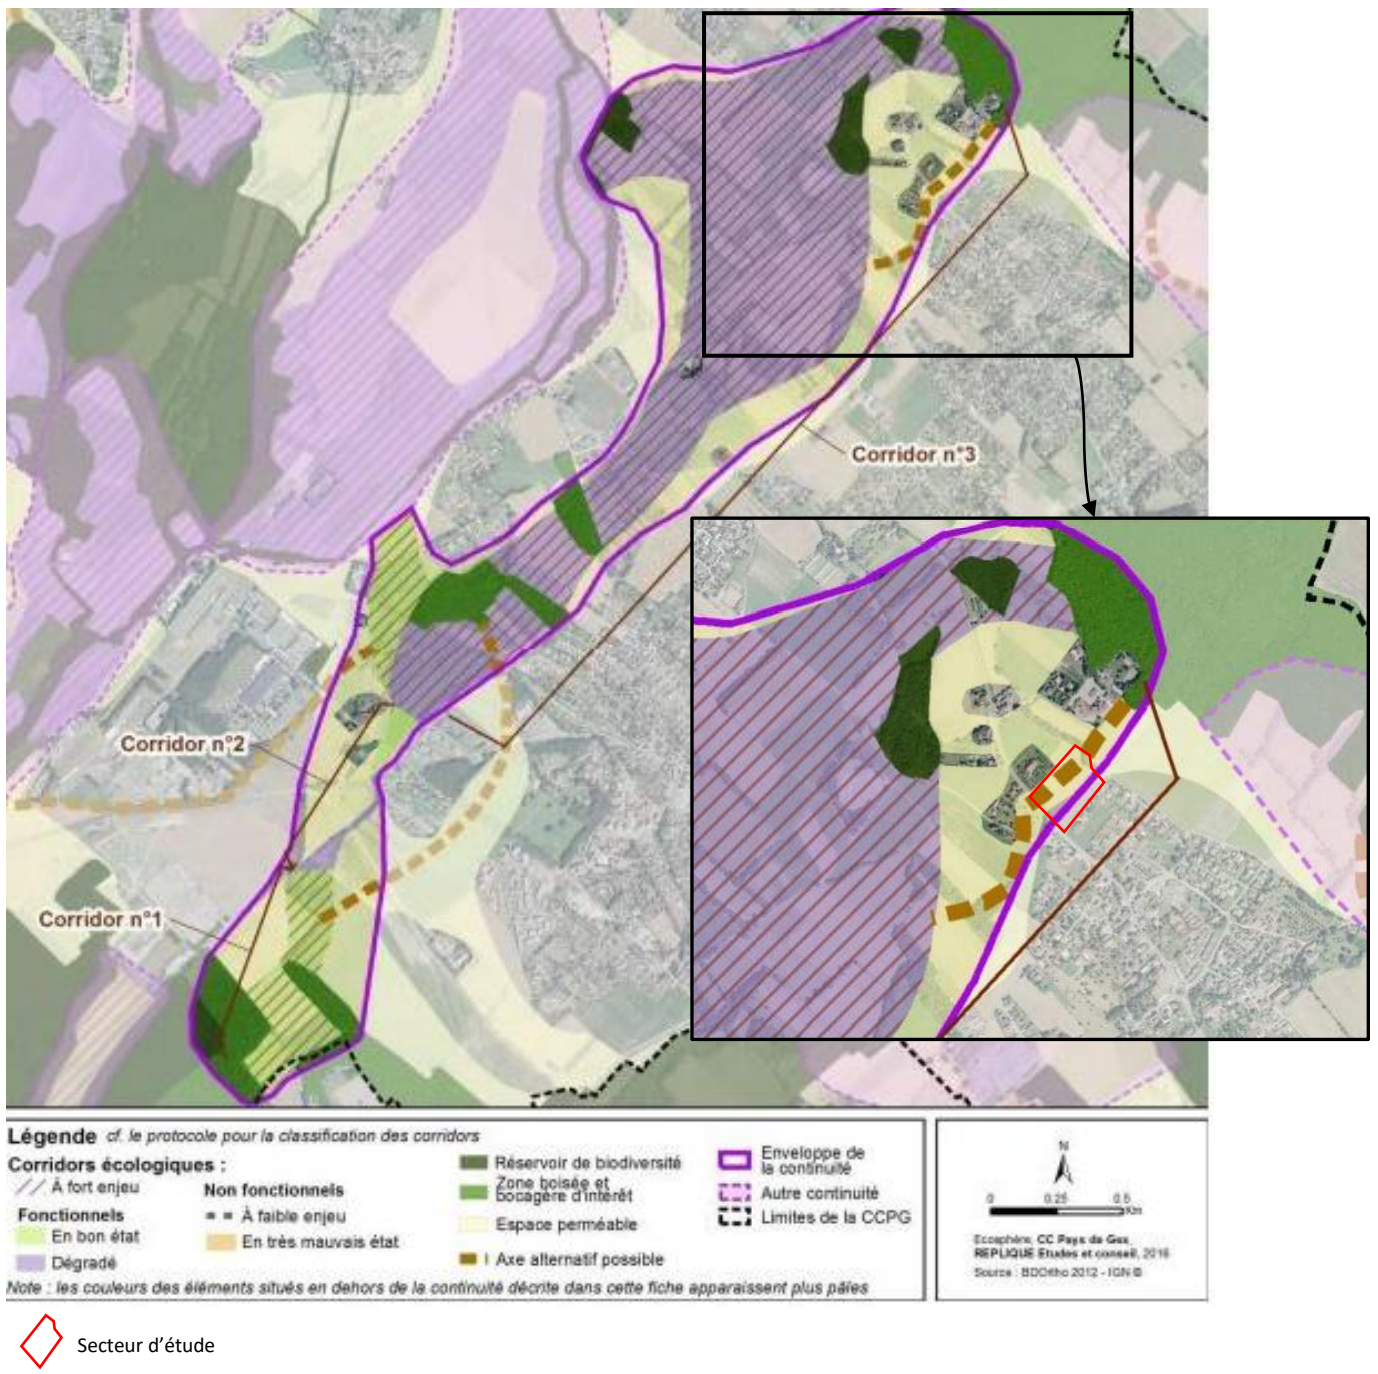 Corridor n°3
Corridor n°2
Corridor n°1
Légende cf. le protocole pour la classification des corridors
Corridors écologiques :
À fort enjeu
Fonctionnels
En bon état
Dégradé
Non fonctionnels
À faible enjeu
En très mauvais état
Réservoir de biodiversité
Zone boisée et
bocagère d'intérêt
Espace perméable
Axe alternatif possible
Enveloppe de
la continuité
Autre continuité
Limites de la CCPG
Note : les couleurs des éléments situés en dehors de la continuité décrite dans cette fiche apparaissent plus pâles
N
0 0.25 0.5
Km
Ecosphère, CC Pays de Gex,
REPLIQUE Etudes et conseil, 2016
Source : BDOrtho 2012 - IGN ©
Secteur d'étude